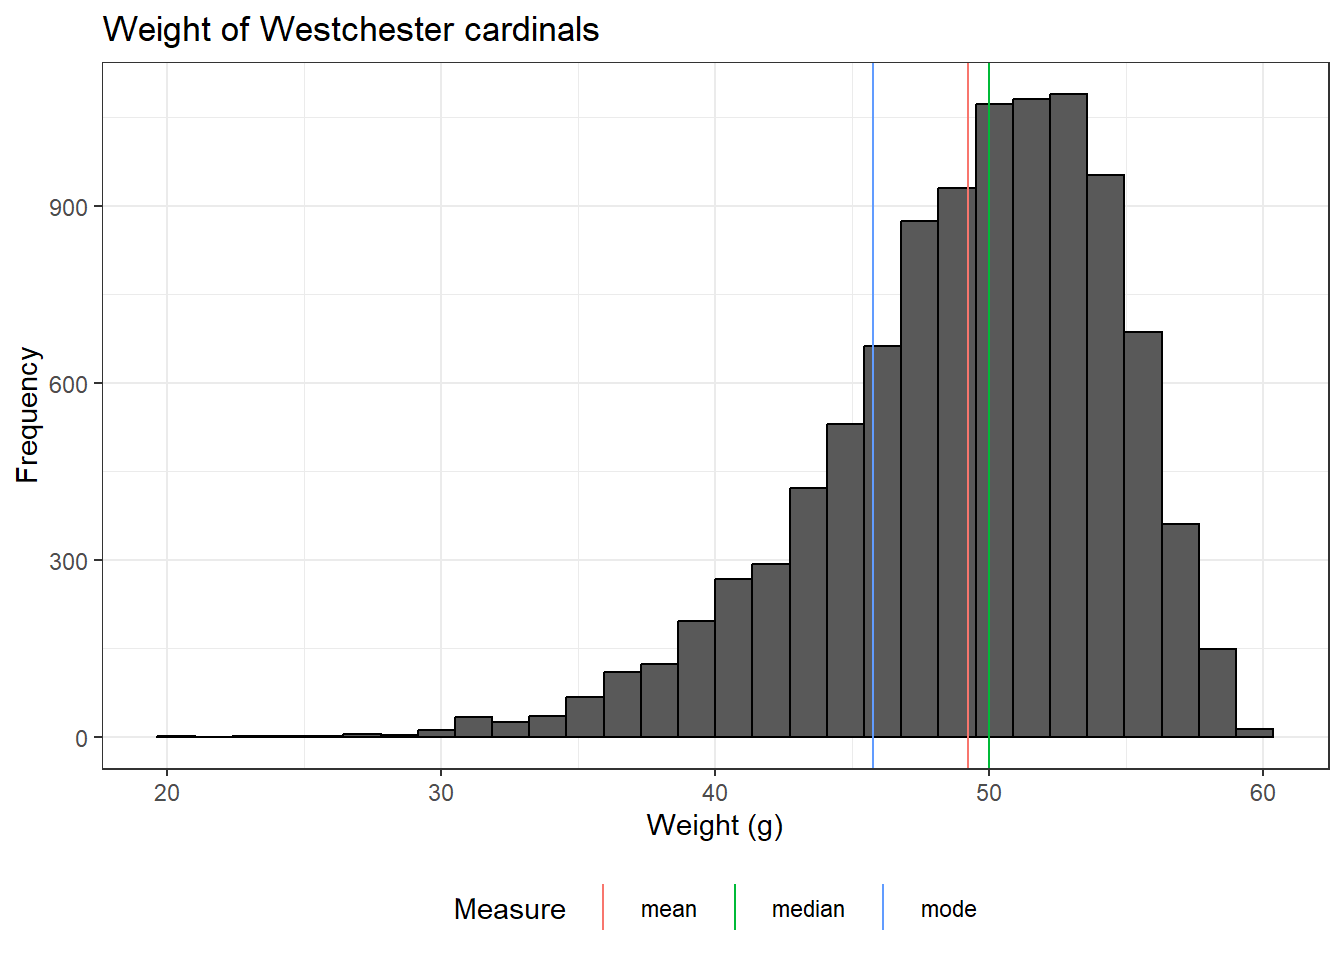 Weight of Westchester cardinals
Frequency
900
600
300
0
20 30 40 50 60
Weight (g)
Measure mean median mode